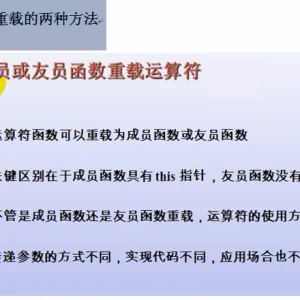 重载的两种方法
员或友员函数重载运算符
运算符函数可以重载为成员函数或友员函数
关键区别在于成员函数具有 this 指针，友员函数没有
不管是成员函数还是友员函数重载，运算符的使用方
传递参数的方式不同，实现代码不同，应用场合也不